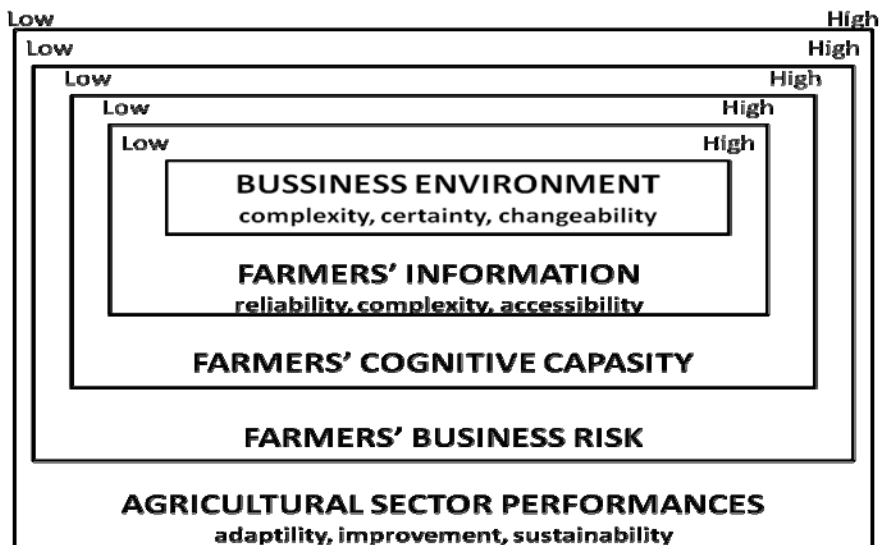 Low High
Low High
Low High
Low High
Low High
BUSSINESS ENVIRONMENT
complexity, certainty, changeability
FARMERS' INFORMATION
reliability, complexity, accessibility
FARMERS' COGNITIVE CAPASITY
FARMERS' BUSINESS RISK
AGRICULTURAL SECTOR PERFORMANCES
adaptility, improvement, sustainability